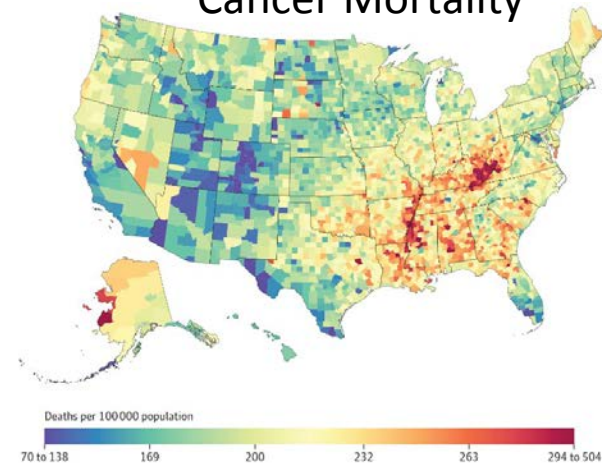 Cancer Mortality
Deaths per 100 000 population
70 to 138 169 200 232 263 294 to 504